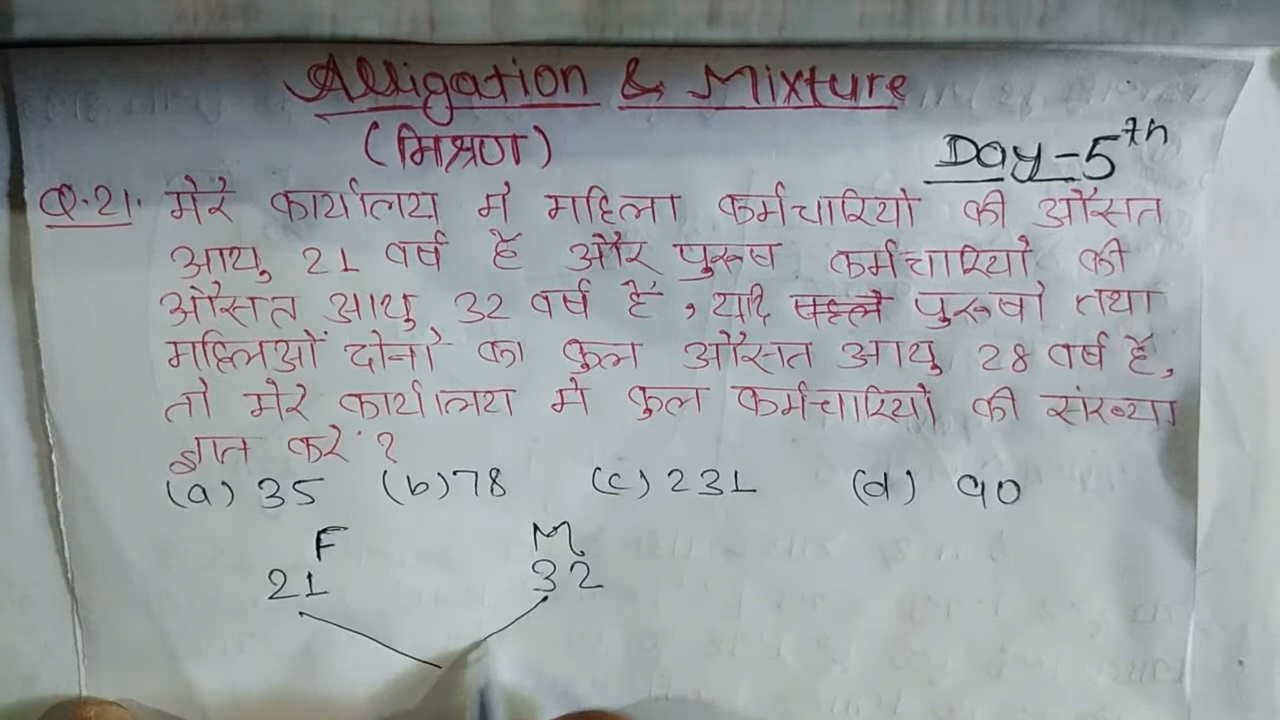 Alligation & Mixture
(मिश्रण)
Day-5th
Q.21. मेरे कार्यालय मे महिला कर्मचारियो की औसत
आयु 21 वर्ष है और पुरूष कर्मचारियो की
औसत आयु 32 वर्ष है, यदि पुरूषो तथा
महिलओं दोनो का कुल औसत आयु 28 वर्ष है,
तो मेरे कार्यालय मे कुल कर्मचारियो की संख्या
ज्ञात करे ?
(a) 35 (b) 78 (c) 231 (d) 90
F M
21 32